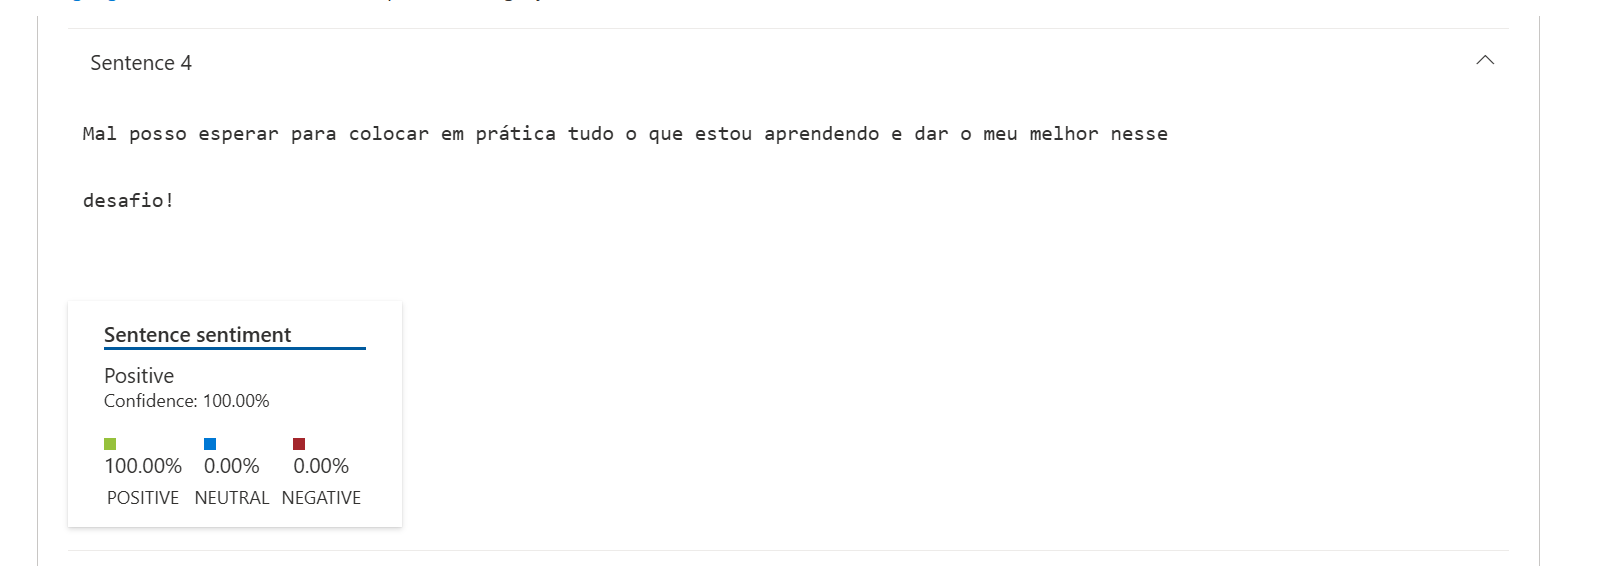 Sentence 4
Mal posso esperar para colocar em prática tudo o que estou aprendendo e dar o meu melhor nesse
desafio!
Sentence sentiment
Positive
Confidence: 100.00%
100.00% 0.00% 0.00%
POSITIVE NEUTRAL NEGATIVE